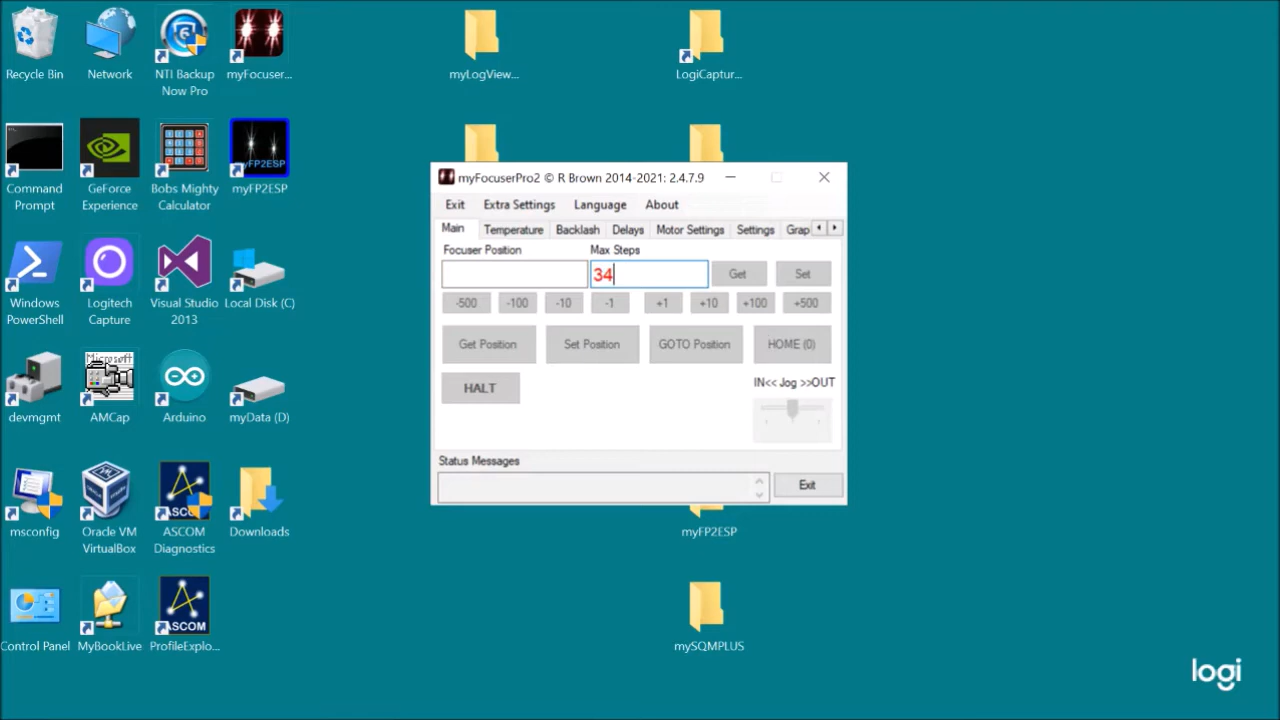 Recycle Bin
Network
NTI Backup
Now Pro
myFocuser...
myLogView...
LogiCaptur...
Command
Prompt
GeForce
Experience
Bobs Mighty
Calculator
myFP2ESP
Windows
PowerShell
Logitech
Capture
Visual Studio
2013
Local Disk (C)
devmgmt
Microsoft
AMCap
Arduino
myData (D)
msconfig
Oracle VM
VirtualBox
ASCOM
Diagnostics
Downloads
Control Panel
MyBookLive
ASCOM
ProfileExplo...
myFocuserPro2 © R Brown 2014-2021: 2.4.7.9
Exit Extra Settings Language About
Main Temperature Backlash Delays Motor Settings Settings Grap
Focuser Position Max Steps
34 Get Set
-500 -100 -10 -1 +1 +10 +100 +500
Get Position Set Position GOTO Position HOME (0)
HALT
IN<< Jog >>OUT
Status Messages
Exit
myFP2ESP
mySQMPLUS
logi